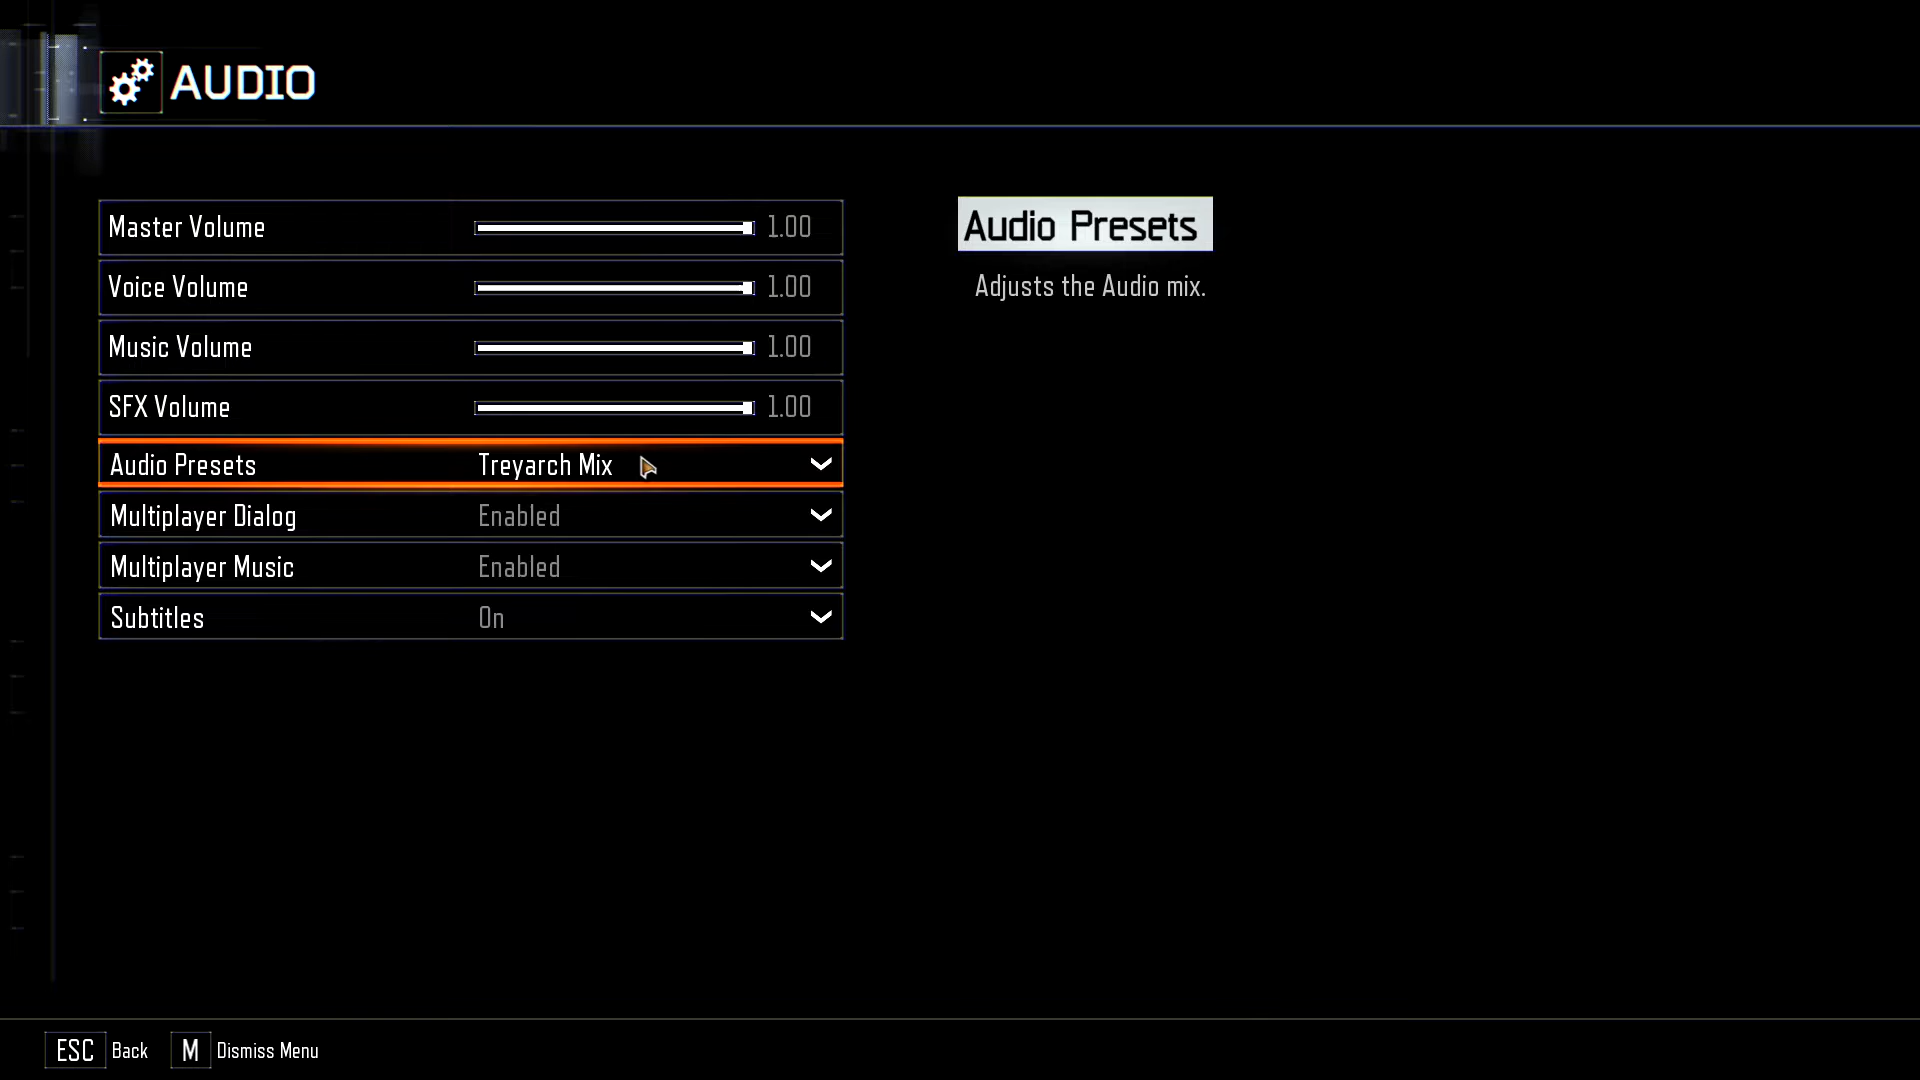 AUDIO
Master Volume 1.00
Voice Volume 1.00
Music Volume 1.00
SFX Volume 1.00
Audio Presets Treyarch Mix
Multiplayer Dialog Enabled
Multiplayer Music Enabled
Subtitles On
Audio Presets
Adjusts the Audio mix.
ESC Back M Dismiss Menu